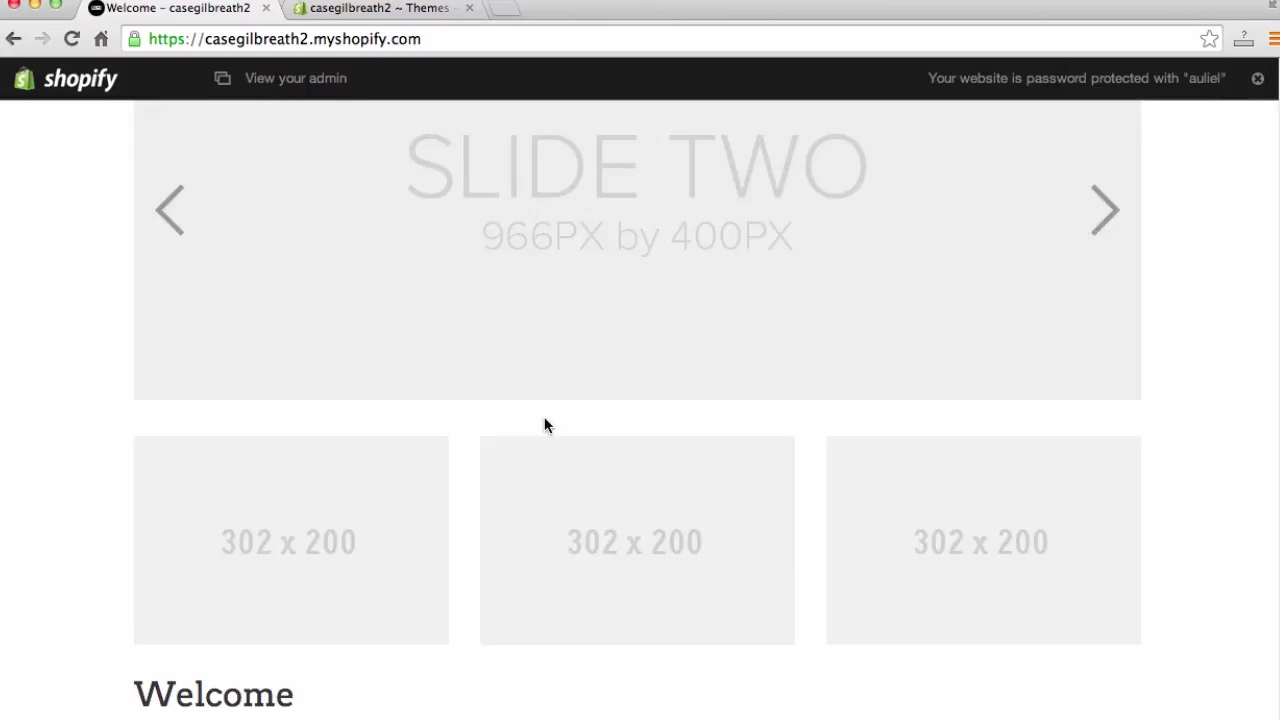 Welcome – casegilbreath2
casegilbreath2 ~ Themes
https://casegilbreath2.myshopify.com
shopify
View your admin
Your website is password protected with "auliel"
SLIDE TWO
966PX by 400PX
302 x 200
302 x 200
302 x 200
Welcome